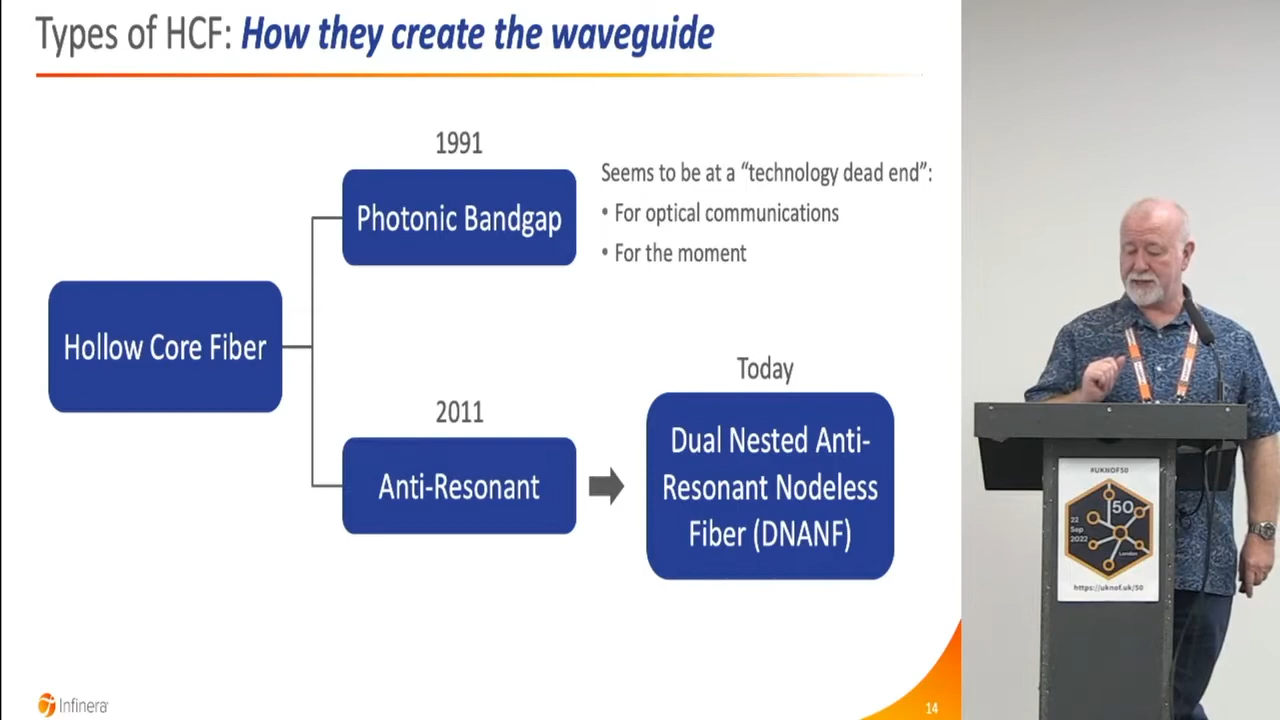 Types of HCF: How they create the waveguide
1991
Photonic Bandgap
Seems to be at a “technology dead end”:
• For optical communications
• For the moment
Hollow Core Fiber
2011
Anti-Resonant
Today
Dual Nested Anti-
Resonant Nodeless
Fiber (DNANF)
Infinera
14
#UKNOF50
50
22
Sep
2022
London
https://uknof.uk/50